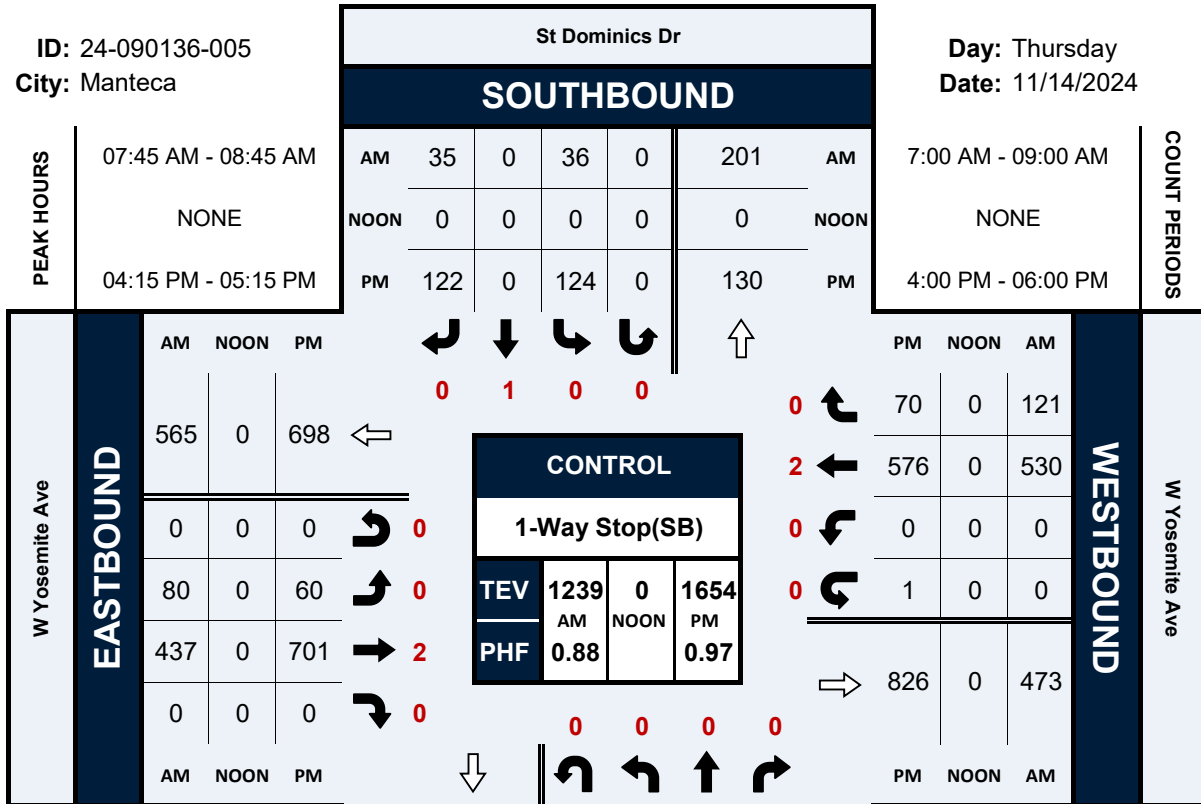 ID: 24-090136-005
City: Manteca
St Dominics Dr
Day: Thursday
Date: 11/14/2024
SOUTHBOUND
PEAK HOURS
07:45 AM - 08:45 AM
NONE
04:15 PM - 05:15 PM
AM 35 0 36 0 201 AM
NOON 0 0 0 0 0 NOON
PM 122 0 124 0 130 PM
7:00 AM - 09:00 AM
NONE
4:00 PM - 06:00 PM
COUNT PERIODS
0 1 0 0
W Yosemite Ave
EASTBOUND
AM NOON PM
565 0 698
0 0 0 0
80 0 60 0
437 0 701 2
0 0 0 0
AM NOON PM
CONTROL
1-Way Stop(SB)
TEV 1239 0 1654
AM NOON PM
PHF 0.88 0.97
PM NOON AM
0 70 0 121
2 576 0 530
0 0 0 0
0 1 0 0
826 0 473
PM NOON AM
WESTBOUND
W Yosemite Ave
0 0 0 0